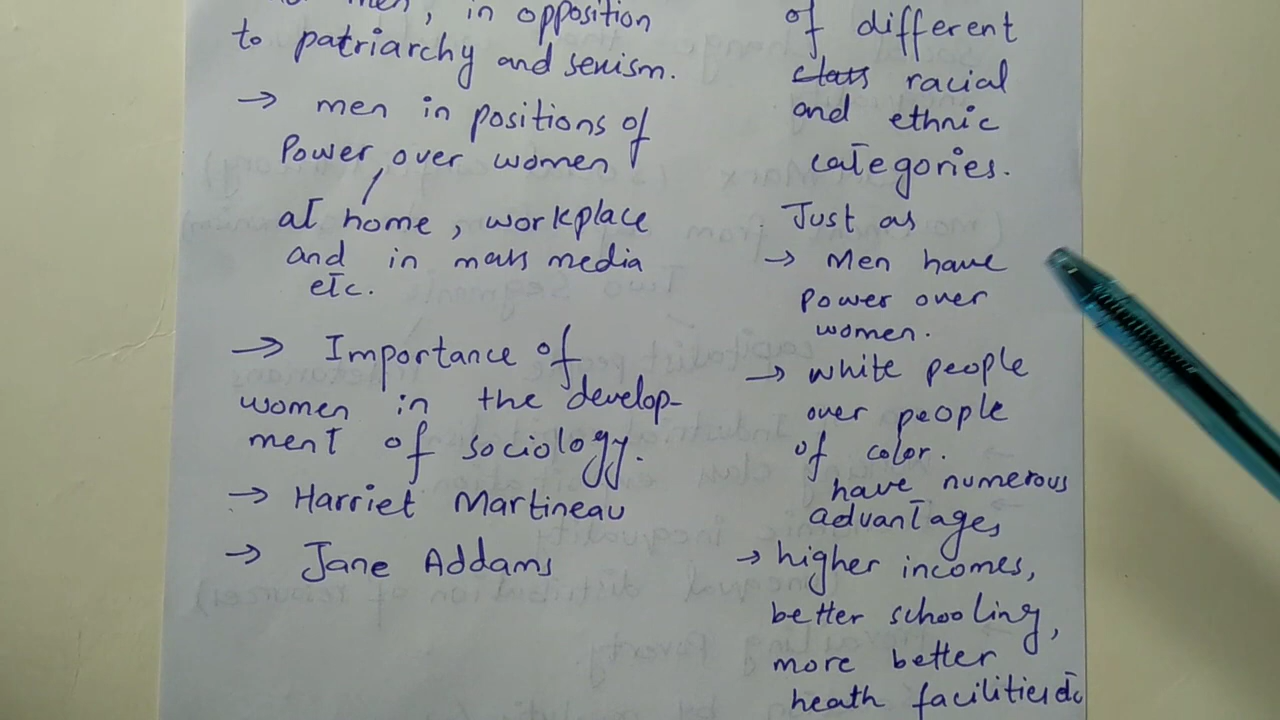 men, in opposition
to patriarchy and sexism.
→ men in positions of
Power over women
at home, workplace
and in mass media
etc.
→ Importance of
women in the develop-
ment of sociology.
→ Harriet Martineau
→ Jane Addams
of different
class racial
and ethnic
categories.
Just as
→ Men have
power over
women.
→ white people
over people
of color.
have numerous
advantages
→ higher incomes,
better schooling,
more better
heath facilities etc